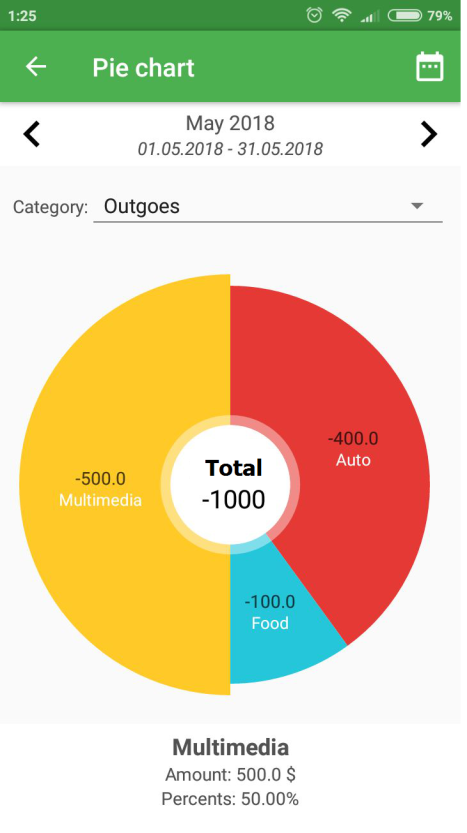 1:25
79%
Pie chart
May 2018
01.05.2018 - 31.05.2018
Category: Outgoes
-400.0
Auto
Total
-1000
-500.0
Multimedia
-100.0
Food
Multimedia
Amount: 500.0 $
Percents: 50.00%